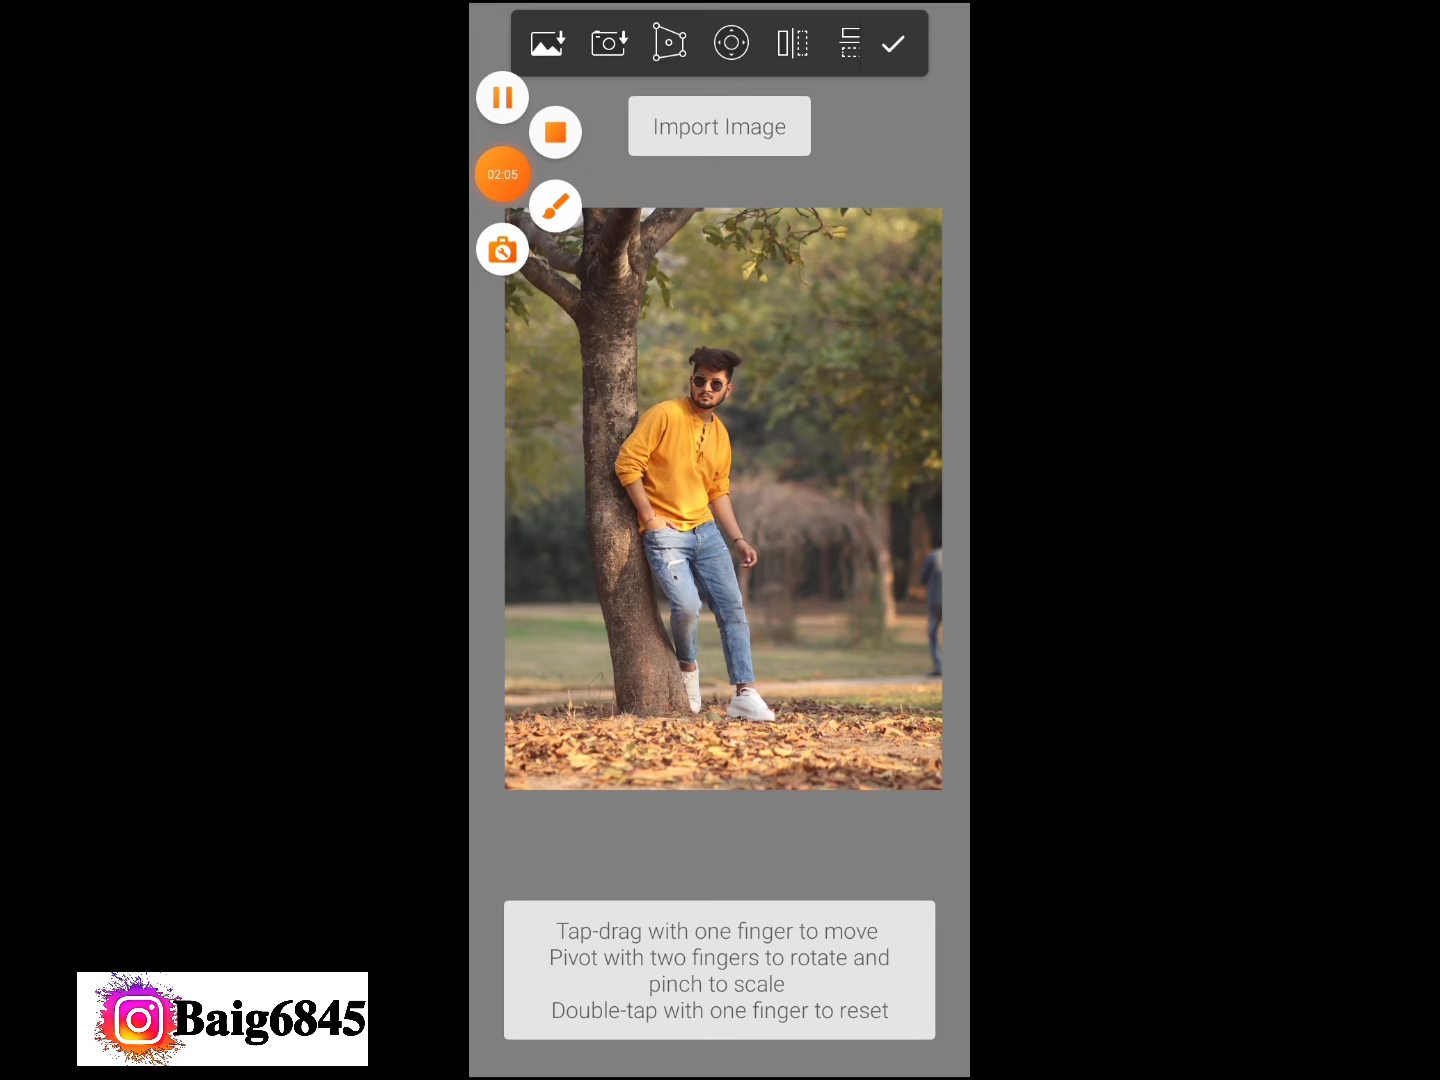 Import Image
02:05
Tap-drag with one finger to move
Pivot with two fingers to rotate and
pinch to scale
Double-tap with one finger to reset
Baig6845